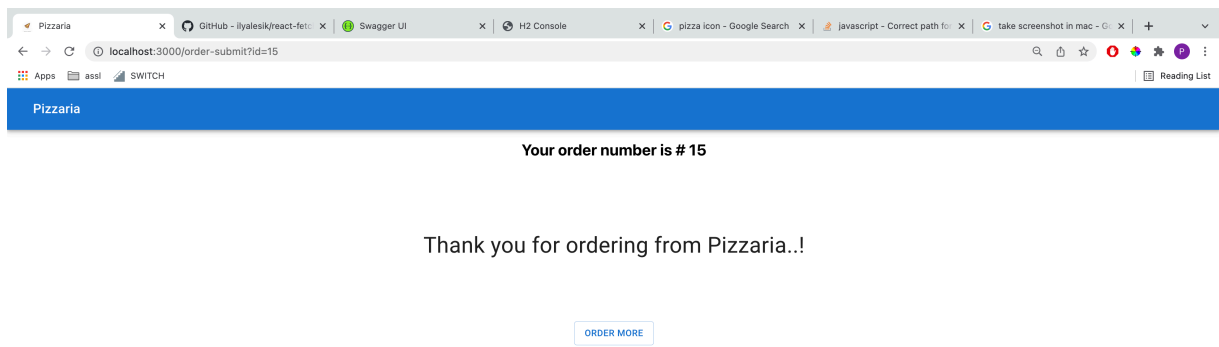 Pizzaria GitHub - ilyalesik/react-fetc Swagger UI H2 Console pizza icon - Google Search javascript - Correct path for take screenshot in mac - Go
localhost:3000/order-submit?id=15 P
Apps assl SWITCH Reading List
Pizzaria
Your order number is # 15
Thank you for ordering from Pizzaria..!
ORDER MORE